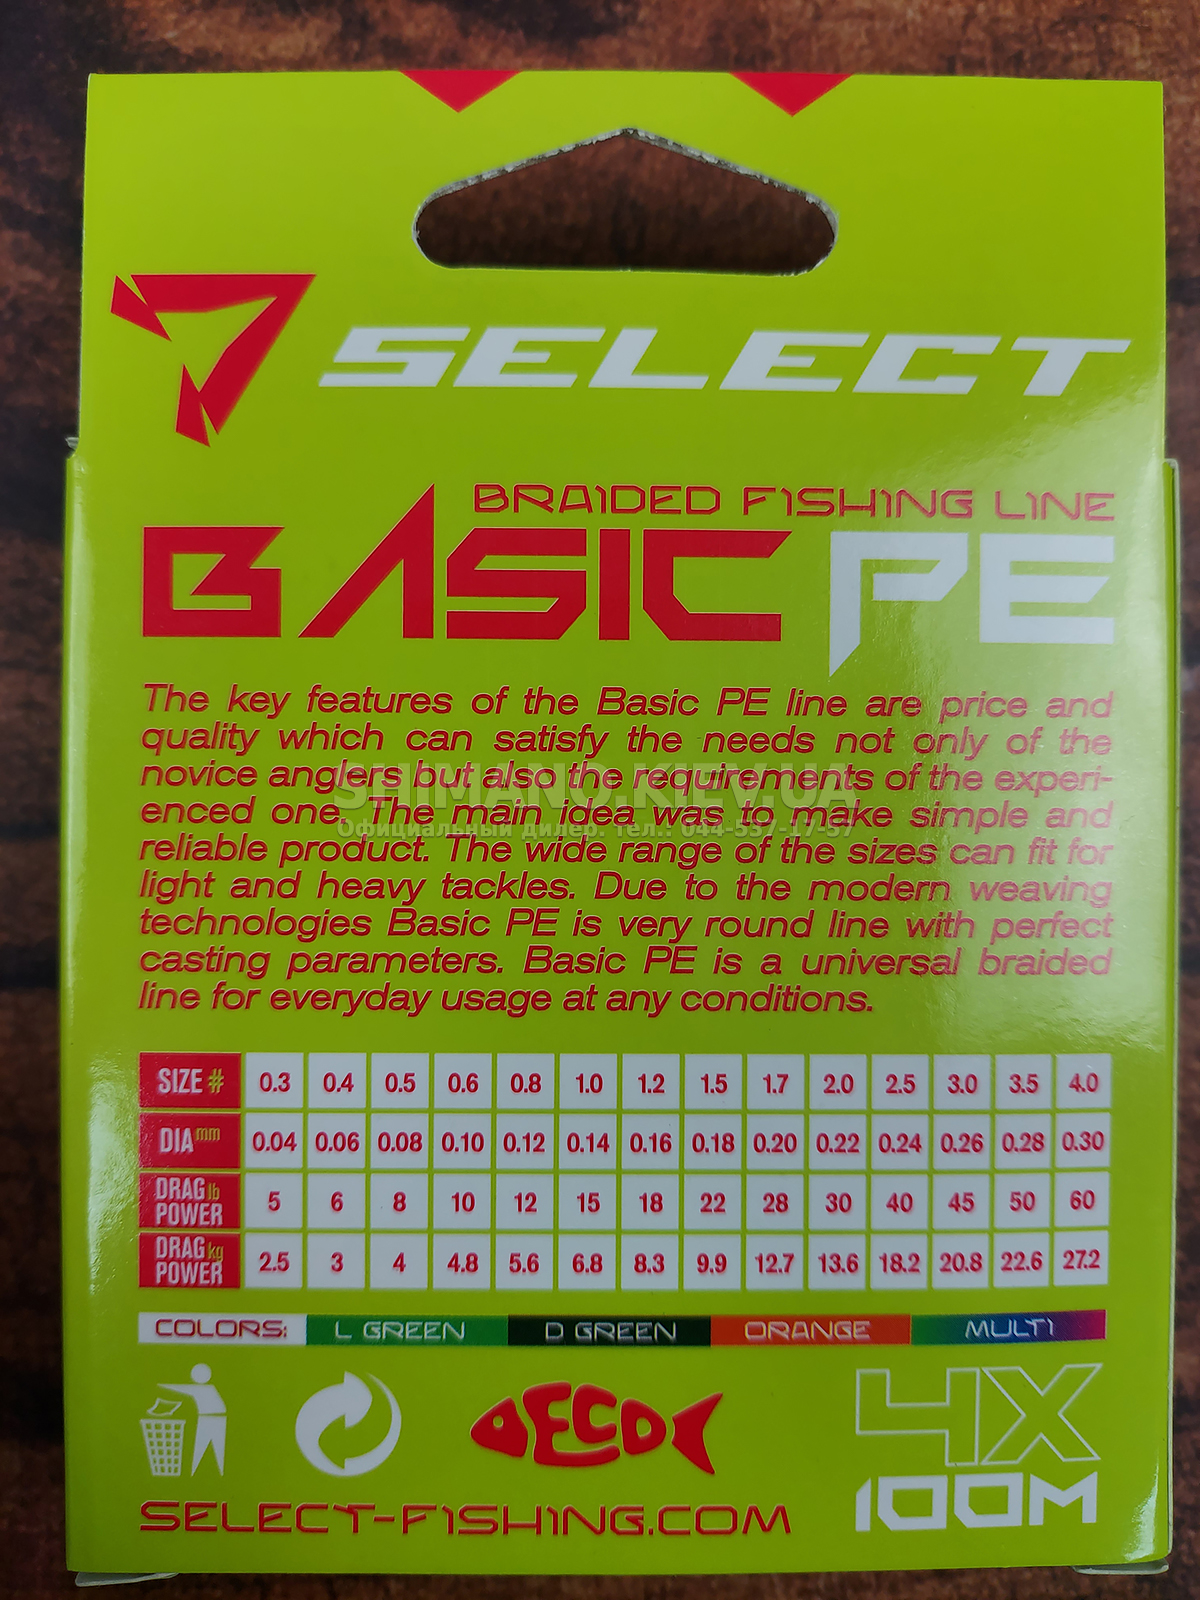 SELECT
BRAIDED FISHING LINE
BASIC PE
The key features of the Basic PE line are price and
quality which can satisfy the needs not only of the
novice anglers but also the requirements of the experi-
enced one. The main idea was to make simple and
reliable product. The wide range of the sizes can fit for
light and heavy tackles. Due to the modern weaving
technologies Basic PE is very round line with perfect
casting parameters. Basic PE is a universal braided
line for everyday usage at any conditions.
SHIMANO.KIEV.UA
Официальный дилер. тел.: 044-537-17-57
SIZE # 0.3 0.4 0.5 0.6 0.8 1.0 1.2 1.5 1.7 2.0 2.5 3.0 3.5 4.0
DIA mm 0.04 0.06 0.08 0.10 0.12 0.14 0.16 0.18 0.20 0.22 0.24 0.26 0.28 0.30
DRAG lb POWER 5 6 8 10 12 15 18 22 28 30 40 45 50 60
DRAG kg POWER 2.5 3 4 4.8 5.6 6.8 8.3 9.9 12.7 13.6 18.2 20.8 22.6 27.2
COLORS: L GREEN D GREEN ORANGE MULTI
ECO
4X
100M
SELECT-FISHING.COM